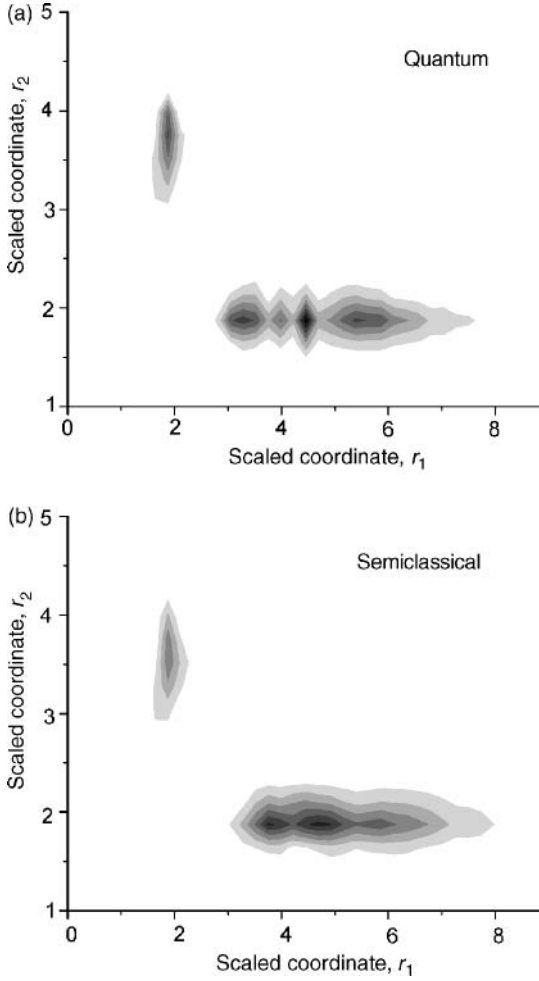 (a)
5
Quantum
4
3
2
1
0
2
4
6
8
Scaled coordinate, r2
Scaled coordinate, r1
(b)
5
Semiclassical
4
3
2
1
0
2
4
6
8
Scaled coordinate, r2
Scaled coordinate, r1